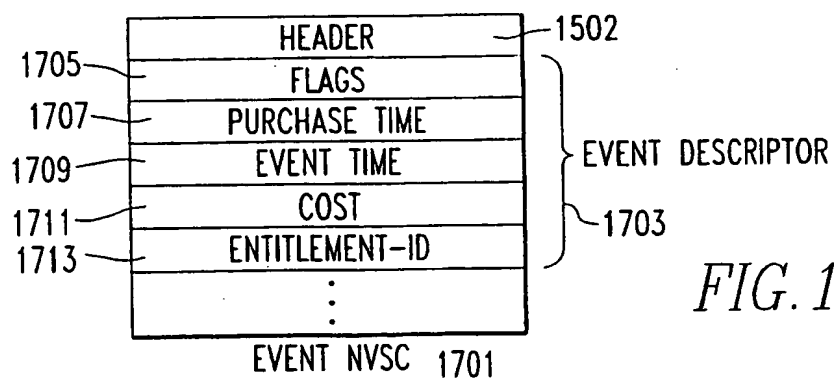 HEADER 1502
1705 FLAGS
1707 PURCHASE TIME
1709 EVENT TIME EVENT DESCRIPTOR
1711 COST 1703
1713 ENTITLEMENT-ID
FIG. 1
EVENT NVSC 1701